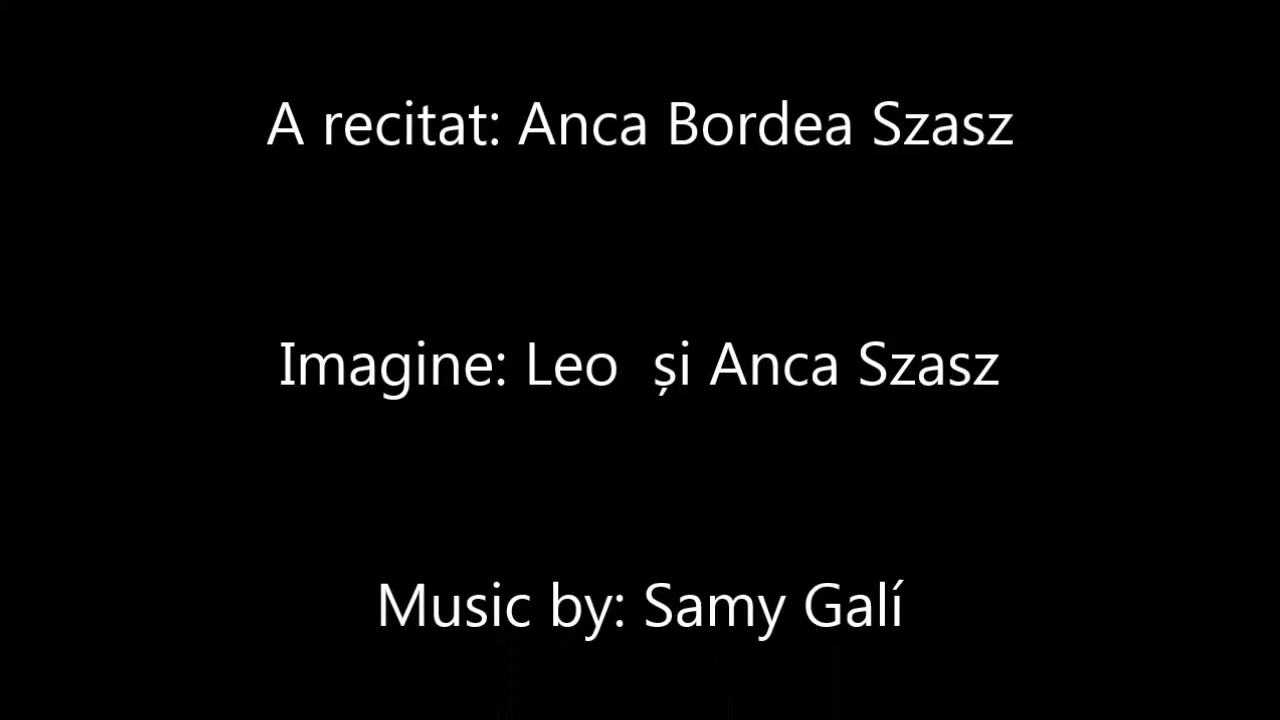 A recitat: Anca Bordea Szasz
Imagine: Leo  și Anca Szasz
Music by: Samy Galí